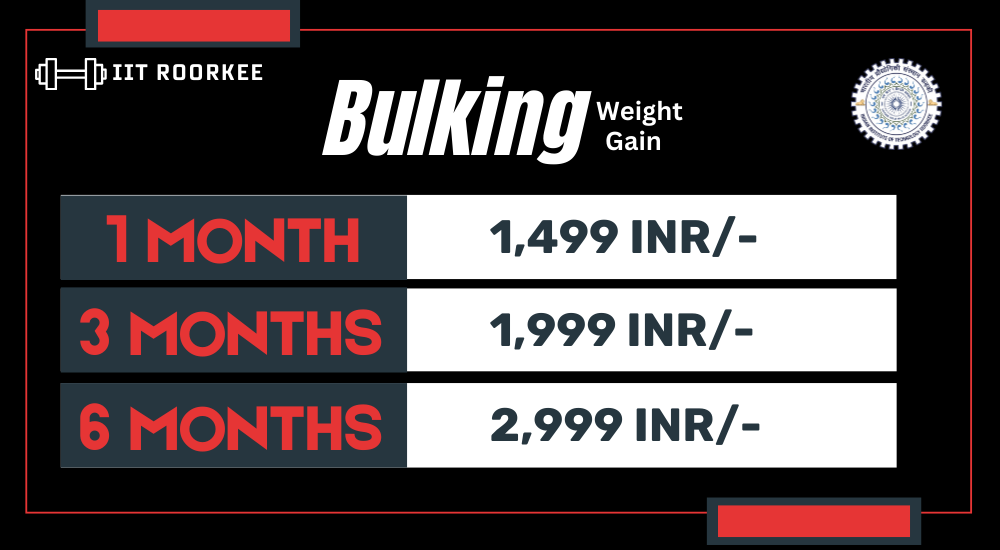 IIT ROORKEE
Bulking
Weight
Gain
1 MONTH
1,499 INR/-
3 MONTHS
1,999 INR/-
6 MONTHS
2,999 INR/-